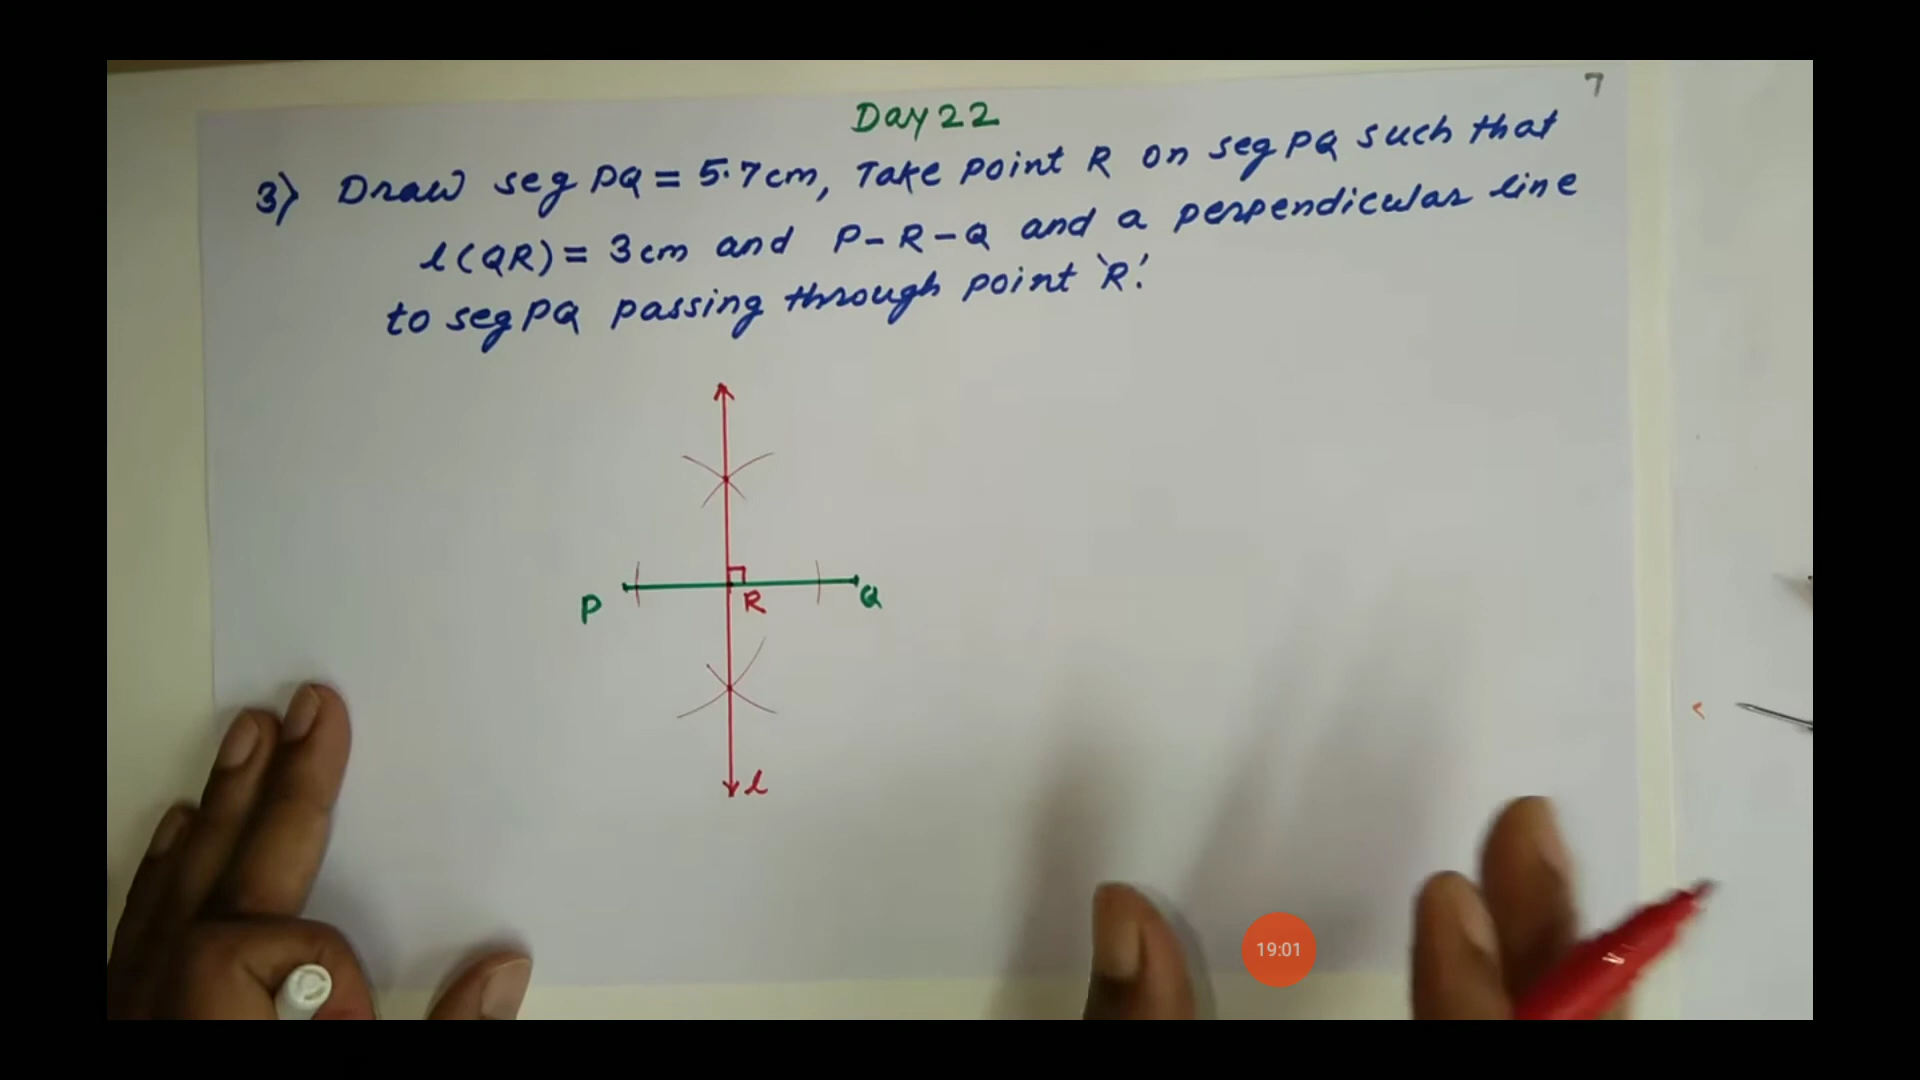 7
Day 22
3) Draw seg PQ = 5.7cm, Take point R on seg PQ such that
l(QR) = 3cm and P-R-Q and a perpendicular line
to seg PQ passing through point 'R'.
P
R
Q
l
19:01